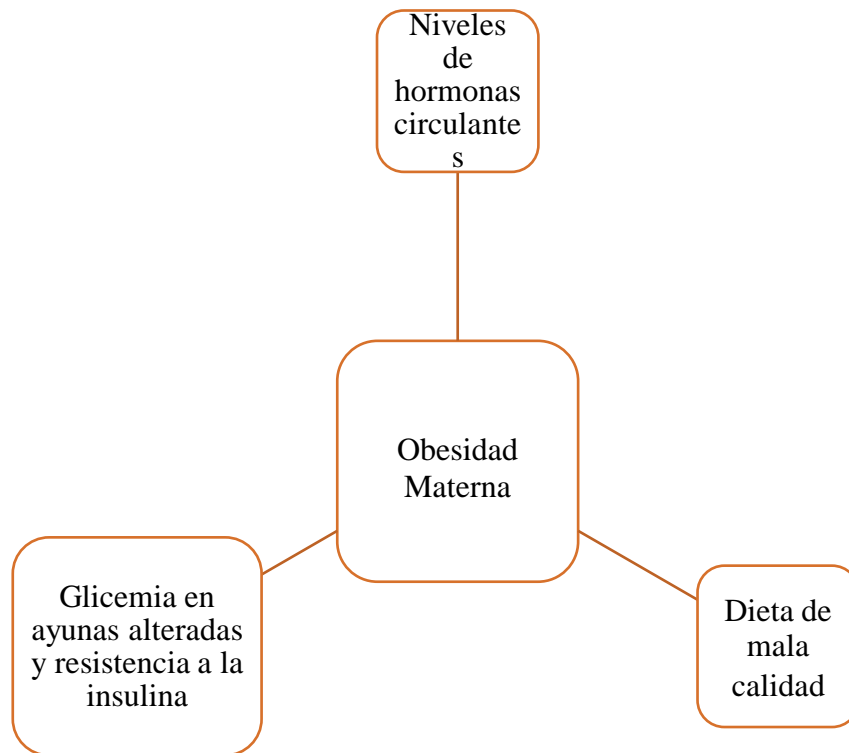 Niveles
de
hormonas
circulante
s
Obesidad
Materna
Glicemia en
ayunas alteradas
y resistencia a la
insulina
Dieta de
mala
calidad